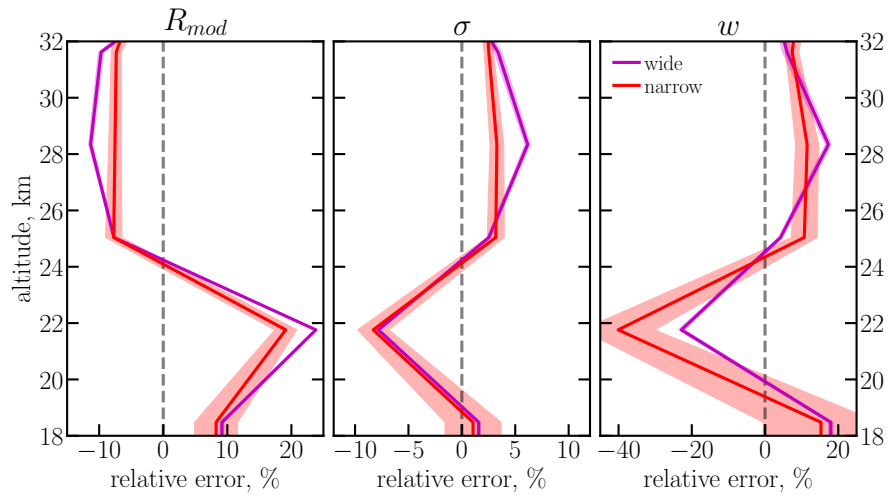 R_mod σ w
32 32
wide
narrow
30 30
28 28
26 26
24 24
22 22
20 20
18 18
altitude, km
−10 0 10 20 −10 −5 0 5 10 −40 −20 0 20
relative error, % relative error, % relative error, %